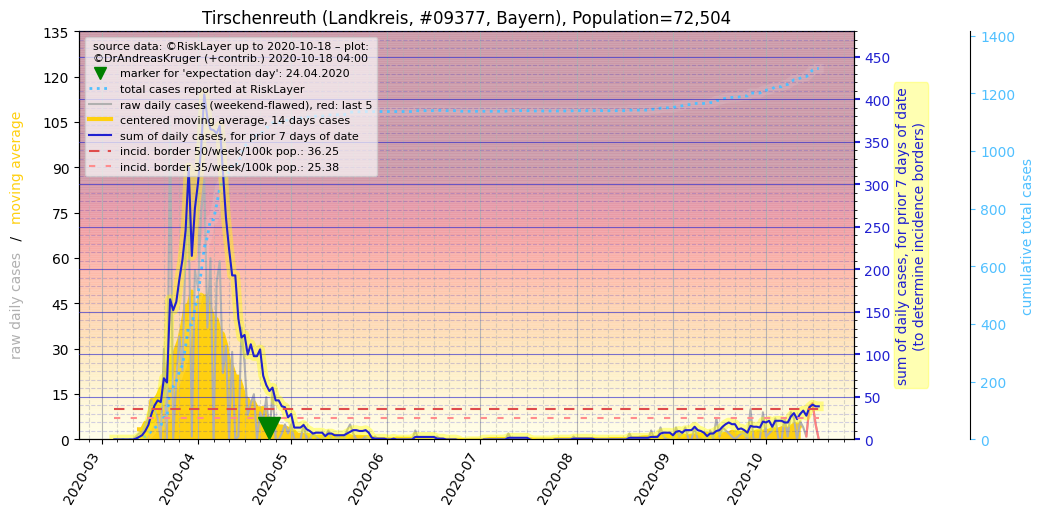 Tirschenreuth (Landkreis, #09377, Bayern), Population=72,504
source data: ©RiskLayer up to 2020-10-18 – plot:
©DrAndreasKruger (+contrib.) 2020-10-18 04:00
marker for 'expectation day': 24.04.2020
total cases reported at RiskLayer
raw daily cases (weekend-flawed), red: last 5
centered moving average, 14 days cases
sum of daily cases, for prior 7 days of date
incid. border 50/week/100k pop.: 36.25
incid. border 35/week/100k pop.: 25.38
raw daily cases / moving average
135
120
105
90
75
60
45
30
15
0
2020-03
2020-04
2020-05
2020-06
2020-07
2020-08
2020-09
2020-10
450
400
350
300
250
200
150
100
50
0
sum of daily cases, for prior 7 days of date
(to determine incidence borders)
1400
1200
1000
800
600
400
200
0
cumulative total cases